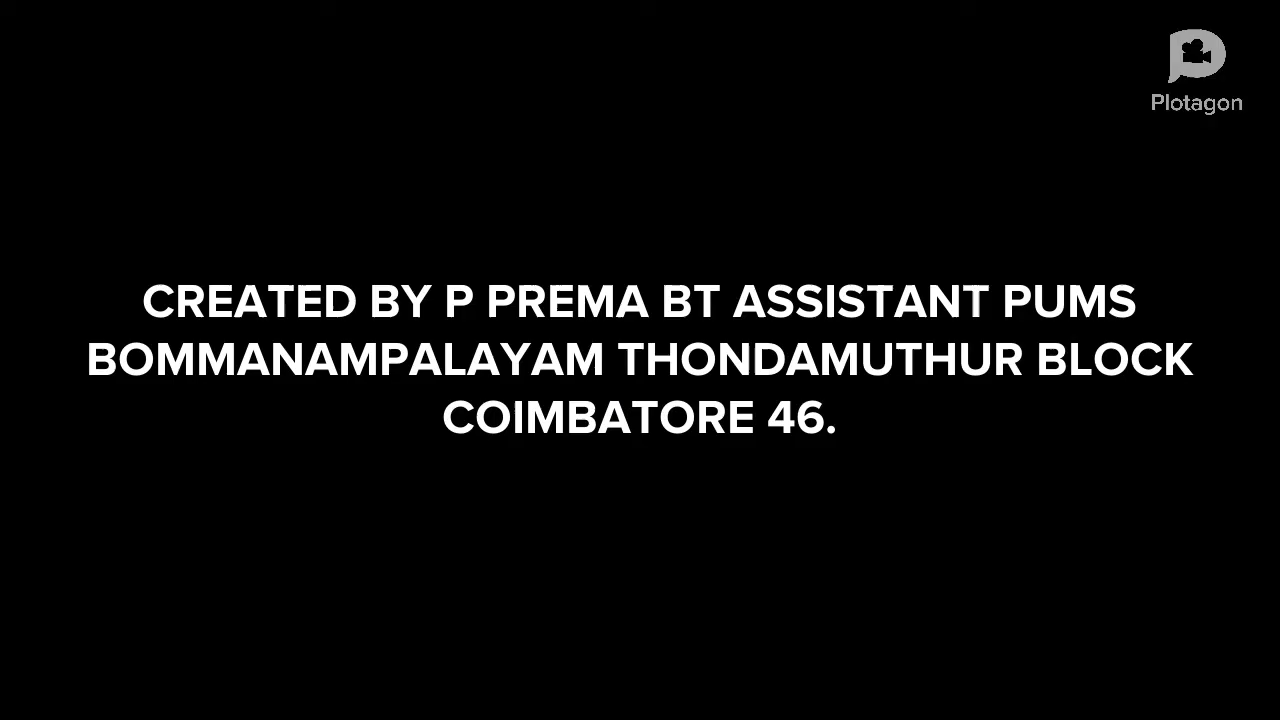 Plotagon
CREATED BY P PREMA BT ASSISTANT PUMS
BOMMANAMPALAYAM THONDAMUTHUR BLOCK
COIMBATORE 46.